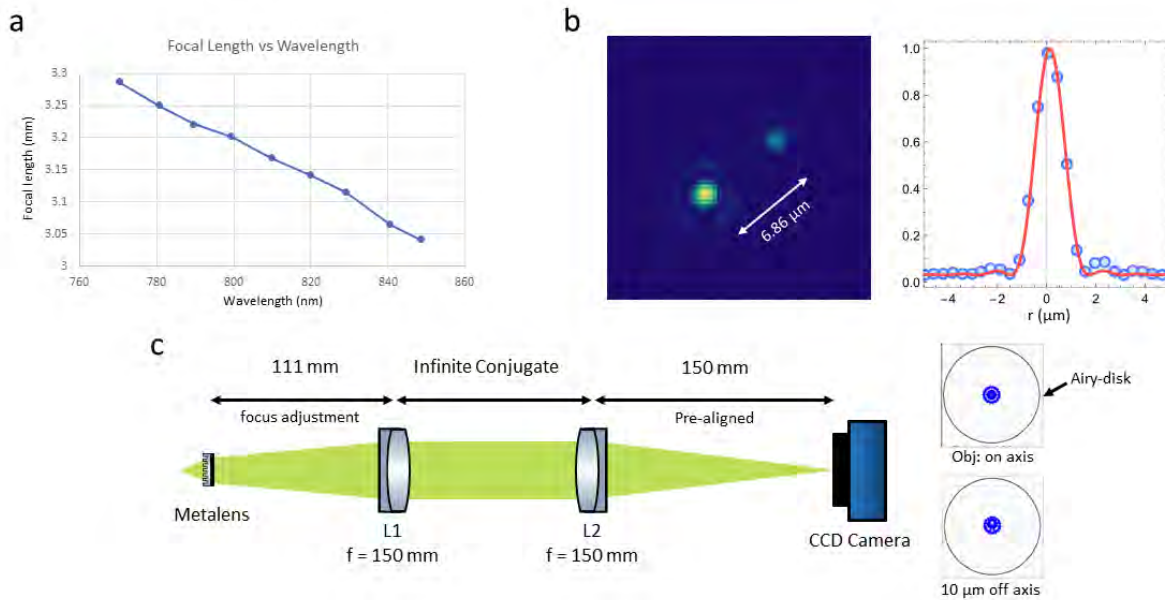 a
Focal Length vs Wavelength
3.3
3.25
3.2
3.15
3.1
3.05
3
Focal length (mm)
760
780
800
820
840
860
Wavelength (nm)
b
6.86 μm
1.0
0.8
0.6
0.4
0.2
0.0
−4
−2
0
2
4
r (μm)
c
111 mm
Infinite Conjugate
150 mm
focus adjustment
Pre-aligned
Metalens
L1
f = 150 mm
L2
f = 150 mm
CCD Camera
Airy-disk
Obj: on axis
10 μm off axis